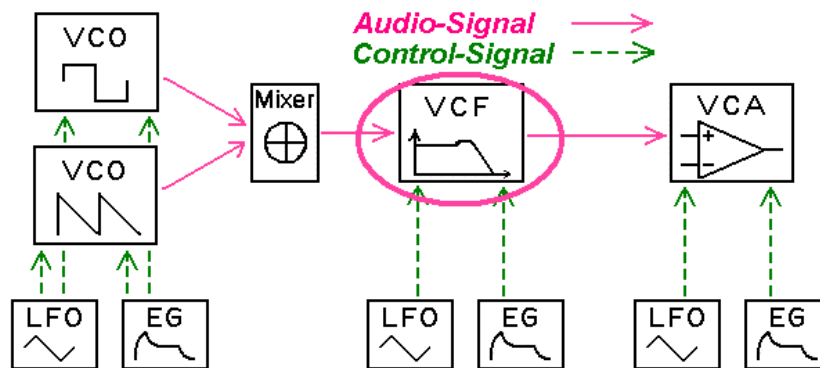 Audio-Signal
Control-Signal
VCO
Mixer
VCF
VCA
VCO
LFO
EG
LFO
EG
LFO
EG